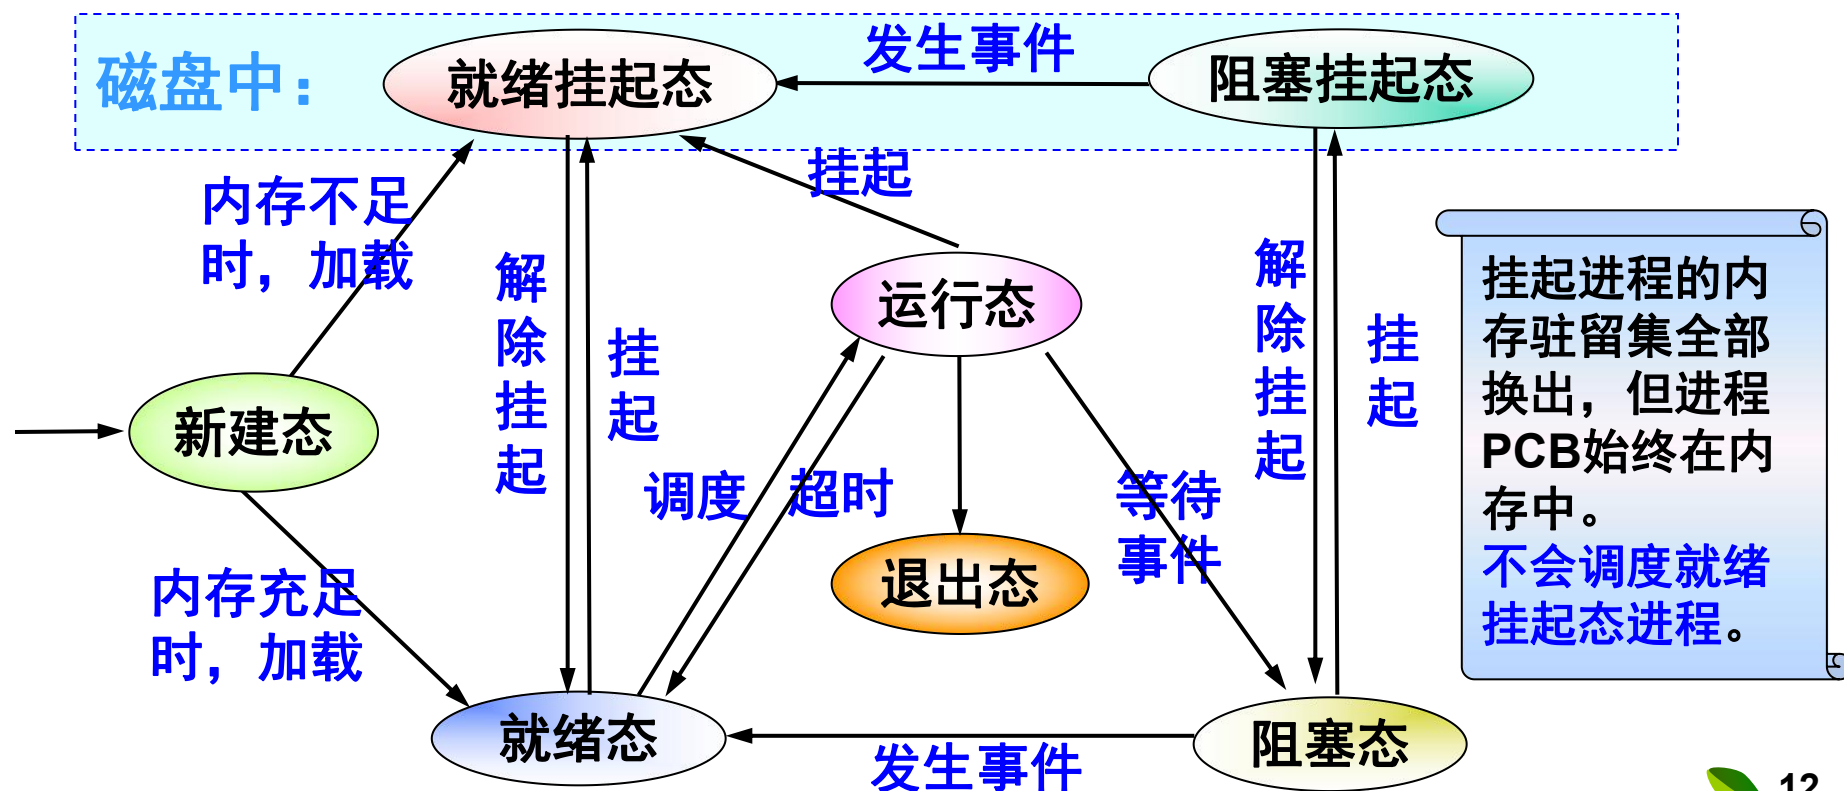 磁盘中：
就绪挂起态
发生事件
阻塞挂起态
内存不足
时，加载
挂起
解
除
挂
起
挂
起
运行态
解
除
挂
起
挂
起
挂起进程的内
存驻留集全部
换出，但进程
PCB始终在内
存中。
不会调度就绪
挂起态进程。
新建态
调度
超时
等待
事件
退出态
内存充足
时，加载
就绪态
发生事件
阻塞态
12